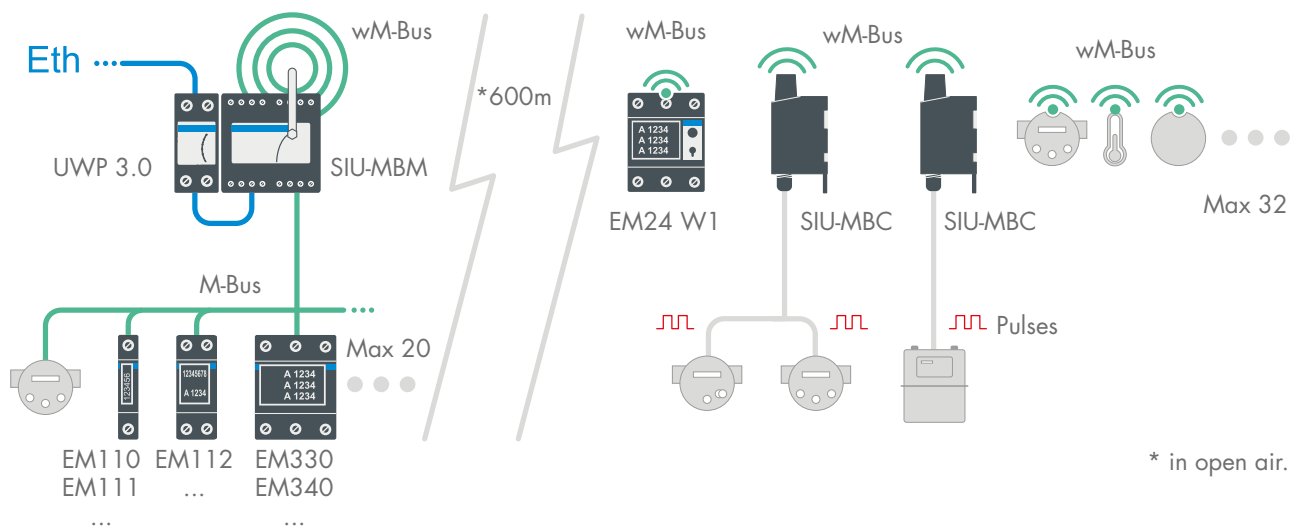 wM-Bus
wM-Bus
wM-Bus
wM-Bus
Eth
*600m
A 1234
A 1234
A 1234
UWP 3.0
SIU-MBM
EM24 W1
SIU-MBC
SIU-MBC
Max 32
M-Bus
Pulses
Max 20
123456
12345678
A 1234
A 1234
A 1234
A 1234
EM110
EM112
EM330
EM111
...
EM340
...
...
* in open air.